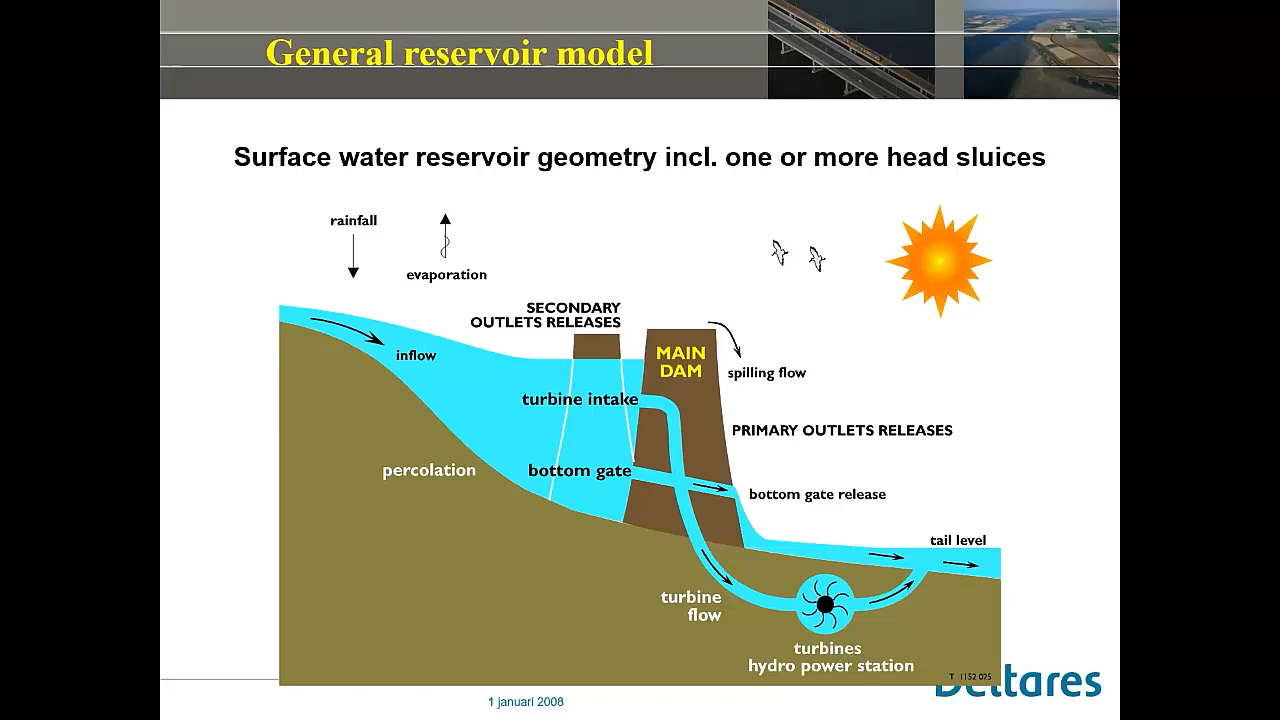 General reservoir model
Surface water reservoir geometry incl. one or more head sluices
rainfall
evaporation
SECONDARY
OUTLETS RELEASES
inflow
MAIN
DAM
spilling flow
turbine intake
PRIMARY OUTLETS RELEASES
percolation
bottom gate
bottom gate release
tail level
turbine
flow
turbines
hydro power station
T 1152 025
Deltares
1 januari 2008